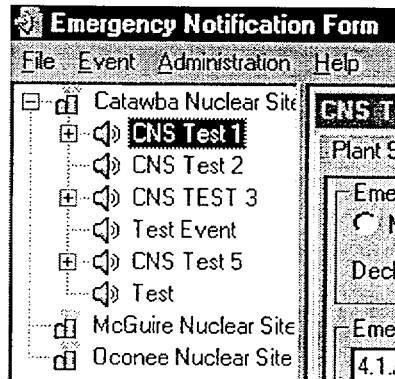 Emergency Notification Form
File Event Administration Help
Catawba Nuclear Site
CNS Test 1
CNS Test 2
CNS TEST 3
Test Event
CNS Test 5
Test
McGuire Nuclear Site
Oconee Nuclear Site
CNS T
Plant S
Eme
Decl
Eme
4.1.